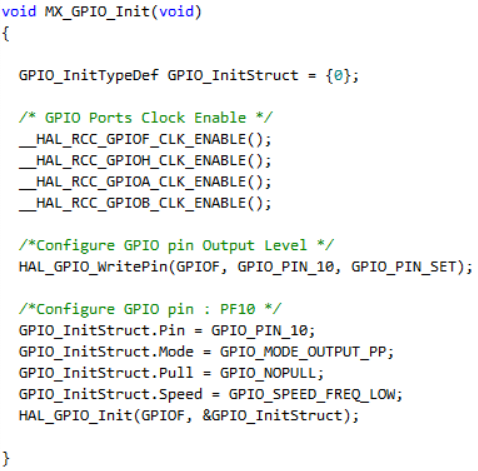 void MX_GPIO_Init(void)
{
GPIO_InitTypeDef GPIO_InitStruct = {0};
/* GPIO Ports Clock Enable */
__HAL_RCC_GPIOF_CLK_ENABLE();
__HAL_RCC_GPIOH_CLK_ENABLE();
__HAL_RCC_GPIOA_CLK_ENABLE();
__HAL_RCC_GPIOB_CLK_ENABLE();
/*Configure GPIO pin Output Level */
HAL_GPIO_WritePin(GPIOF, GPIO_PIN_10, GPIO_PIN_SET);
/*Configure GPIO pin : PF10 */
GPIO_InitStruct.Pin = GPIO_PIN_10;
GPIO_InitStruct.Mode = GPIO_MODE_OUTPUT_PP;
GPIO_InitStruct.Pull = GPIO_NOPULL;
GPIO_InitStruct.Speed = GPIO_SPEED_FREQ_LOW;
HAL_GPIO_Init(GPIOF, &GPIO_InitStruct);
}